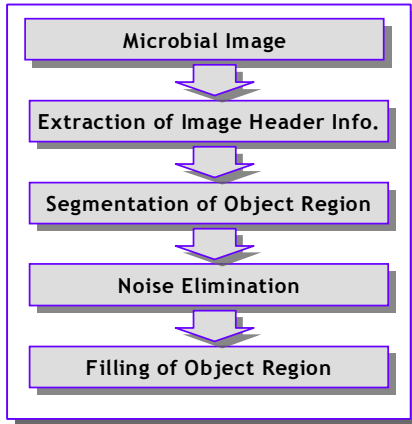 Microbial Image
Extraction of Image Header Info.
Segmentation of Object Region
Noise Elimination
Filling of Object Region